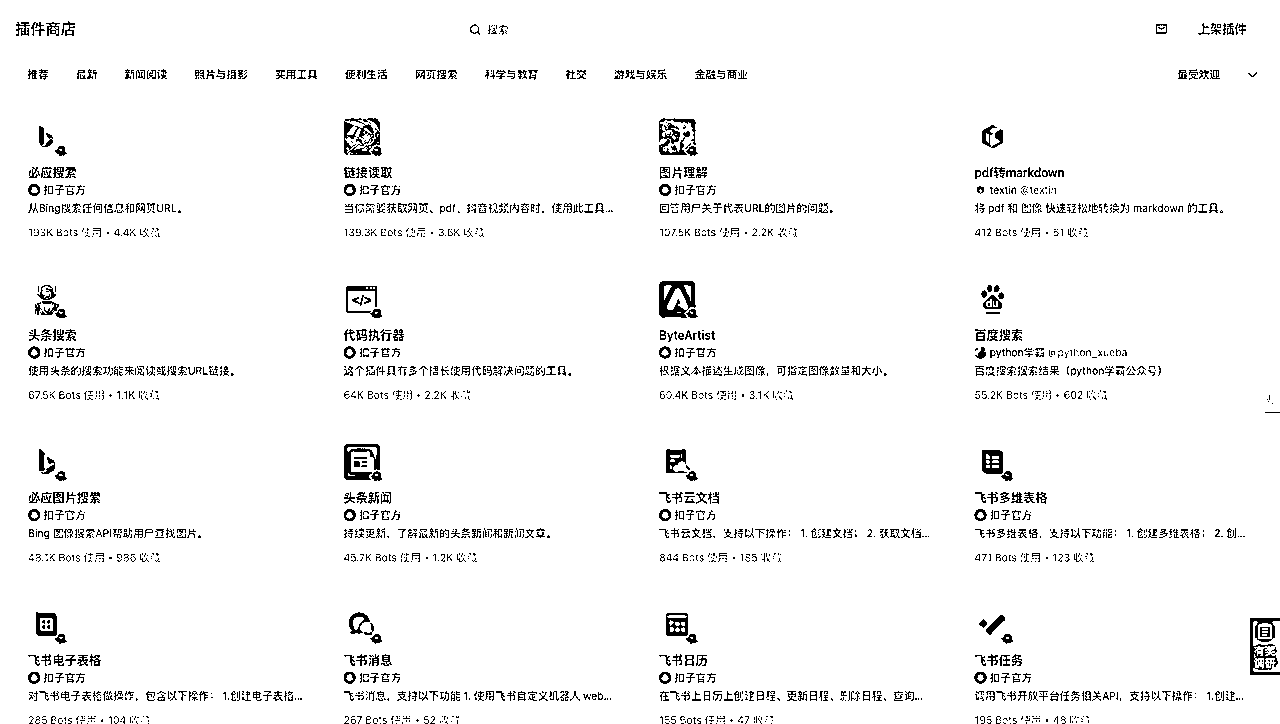 插件商店
搜索
上架插件
推荐 最新 新闻阅读 照片与摄影 实用工具 便利生活 网页搜索 科学与教育 社交 游戏与娱乐 金融与商业 最受欢迎
必应搜索
扣子官方
从Bing搜索任何信息和网页URL。
193K Bots 使用 • 4.4K 收藏
链接读取
扣子官方
当你需要获取网页、pdf、抖音视频内容时，使用此工具...
139.3K Bots 使用 • 3.6K 收藏
图片理解
扣子官方
回答用户关于代表URL的图片的问题。
107.5K Bots 使用 • 2.2K 收藏
pdf转markdown
textin @textin
将 pdf 和 图像 快速轻松地转换为 markdown 的工具。
412 Bots 使用 • 51 收藏
头条搜索
扣子官方
使用头条的搜索功能来阅读或搜索URL链接。
67.5K Bots 使用 • 1.1K 收藏
代码执行器
扣子官方
这个插件具有多个擅长使用代码解决问题的工具。
64K Bots 使用 • 2.2K 收藏
ByteArtist
扣子官方
根据文本描述生成图像，可指定图像数量和大小。
Bots 使用 • 3.1K 收藏
百度搜索
python学霸 @python_xueba
百度搜索搜索结果（python学霸公众号）
55.2K Bots 使用 • 602 收藏
必应图片搜索
扣子官方
Bing 图像搜索API帮助用户查找图片。
Bots 使用 • 936 收藏
头条新闻
扣子官方
持续更新，了解最新的头条新闻和新闻文章。
45.7K Bots 使用 • 1.2K 收藏
飞书云文档
扣子官方
飞书云文档，支持以下操作： 1. 创建文档； 2. 获取文档...
844 Bots 使用 • 185 收藏
飞书多维表格
扣子官方
飞书多维表格，支持以下功能： 1. 创建多维表格； 2. 创...
471 Bots 使用 • 123 收藏
飞书电子表格
扣子官方
对飞书电子表格做操作，包含以下操作： 1.创建电子表格...
285 Bots 使用 • 104 收藏
飞书消息
扣子官方
飞书消息，支持以下功能 1. 使用飞书自定义机器人 web...
267 Bots 使用 • 52 收藏
飞书日历
扣子官方
在飞书上日历上创建日程、更新日程、删除日程、查询...
155 Bots 使用 • 47 收藏
飞书任务
扣子官方
调用飞书开放平台任务相关API，支持以下操作： 1.创建...
195 Bots 使用 • 48 收藏
有奖
调研